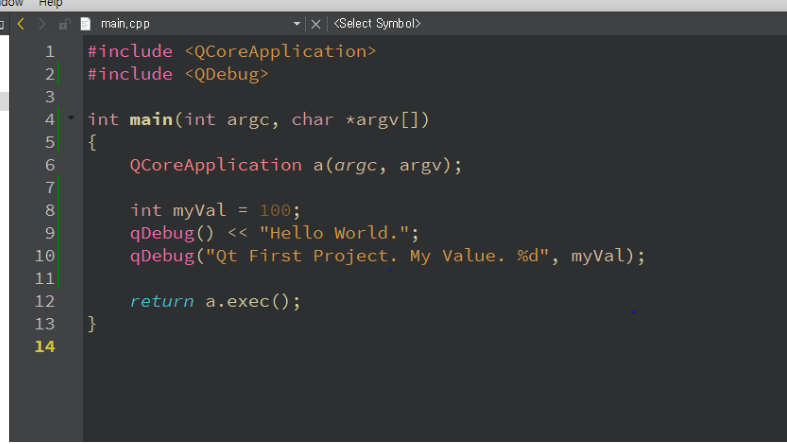 Help
main.cpp <Select Symbol>
1 #include <QCoreApplication>
2 #include <QDebug>
3
4 int main(int argc, char *argv[])
5 {
6 QCoreApplication a(argc, argv);
7
8 int myVal = 100;
9 qDebug() << "Hello World.";
10 qDebug("Qt First Project. My Value. %d", myVal);
11
12 return a.exec();
13 }
14